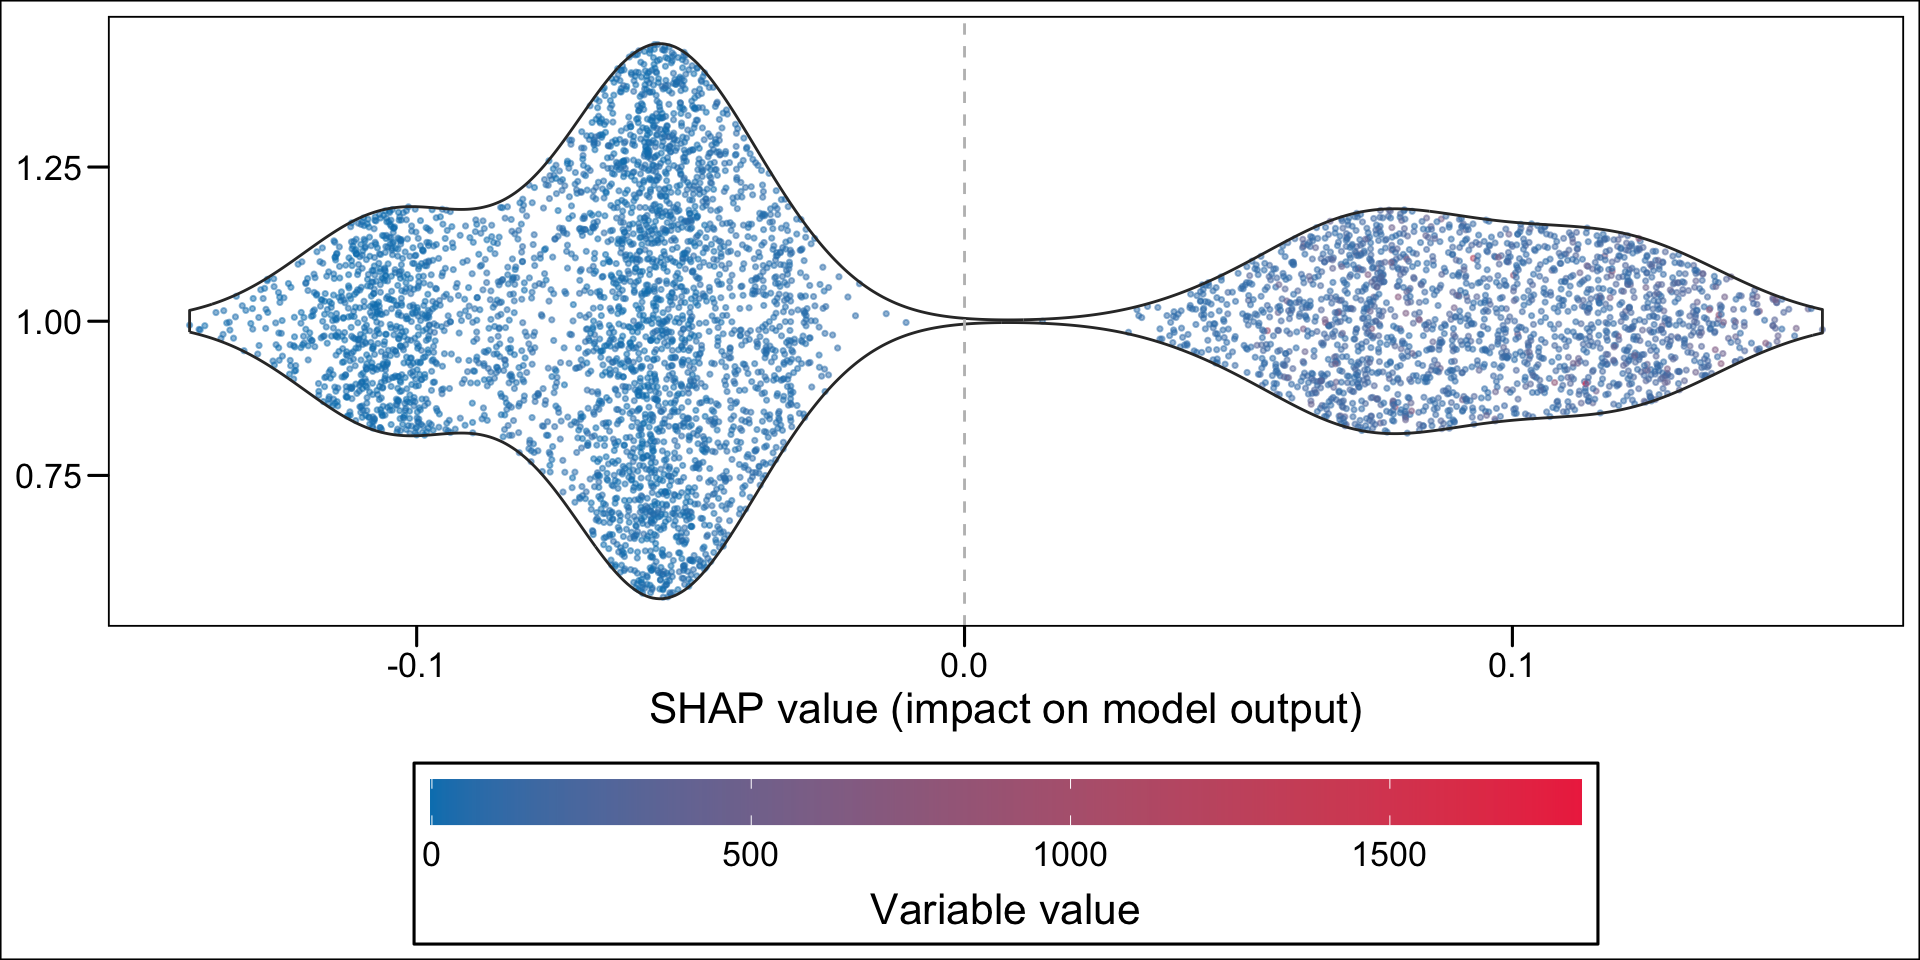 1.25
1.00
0.75
-0.1 0.0 0.1
SHAP value (impact on model output)
0 500 1000 1500
Variable value